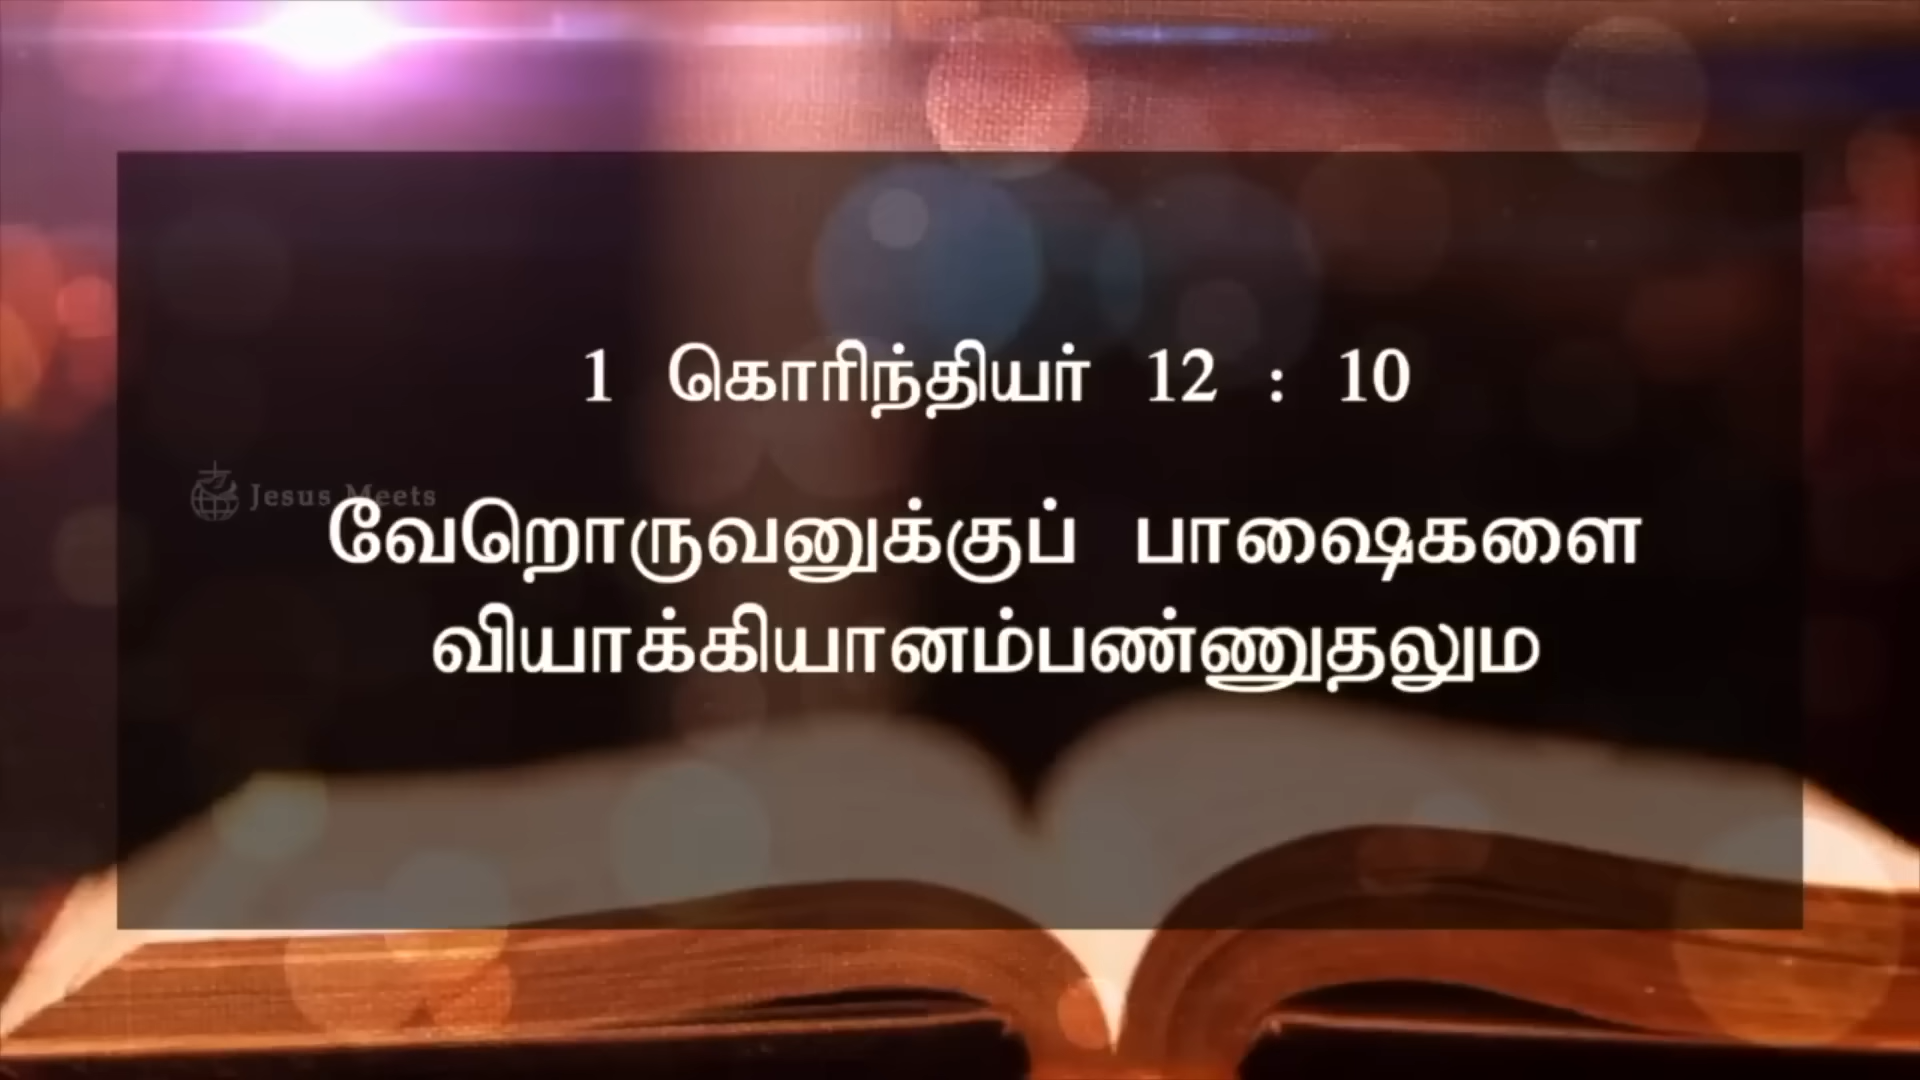 1 கொரிந்தியர் 12 : 10
Jesus Meets
வேறொருவனுக்குப் பாஷைகளை
வியாக்கியானம்பண்ணுதலும